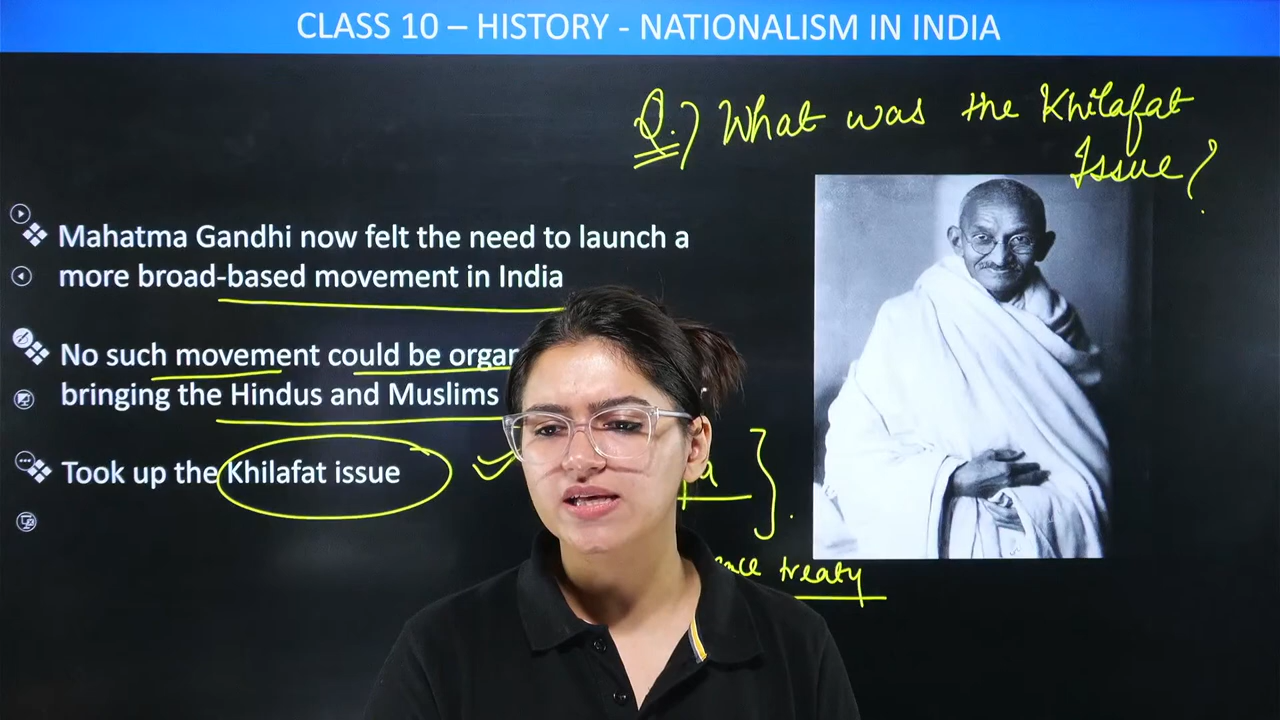 CLASS 10 – HISTORY - NATIONALISM IN INDIA
Q.) What was the Khilafat
Issue?
Mahatma Gandhi now felt the need to launch a
more broad-based movement in India
No such movement could be
bringing the Hindus and Muslims
Took up the Khilafat issue
treaty